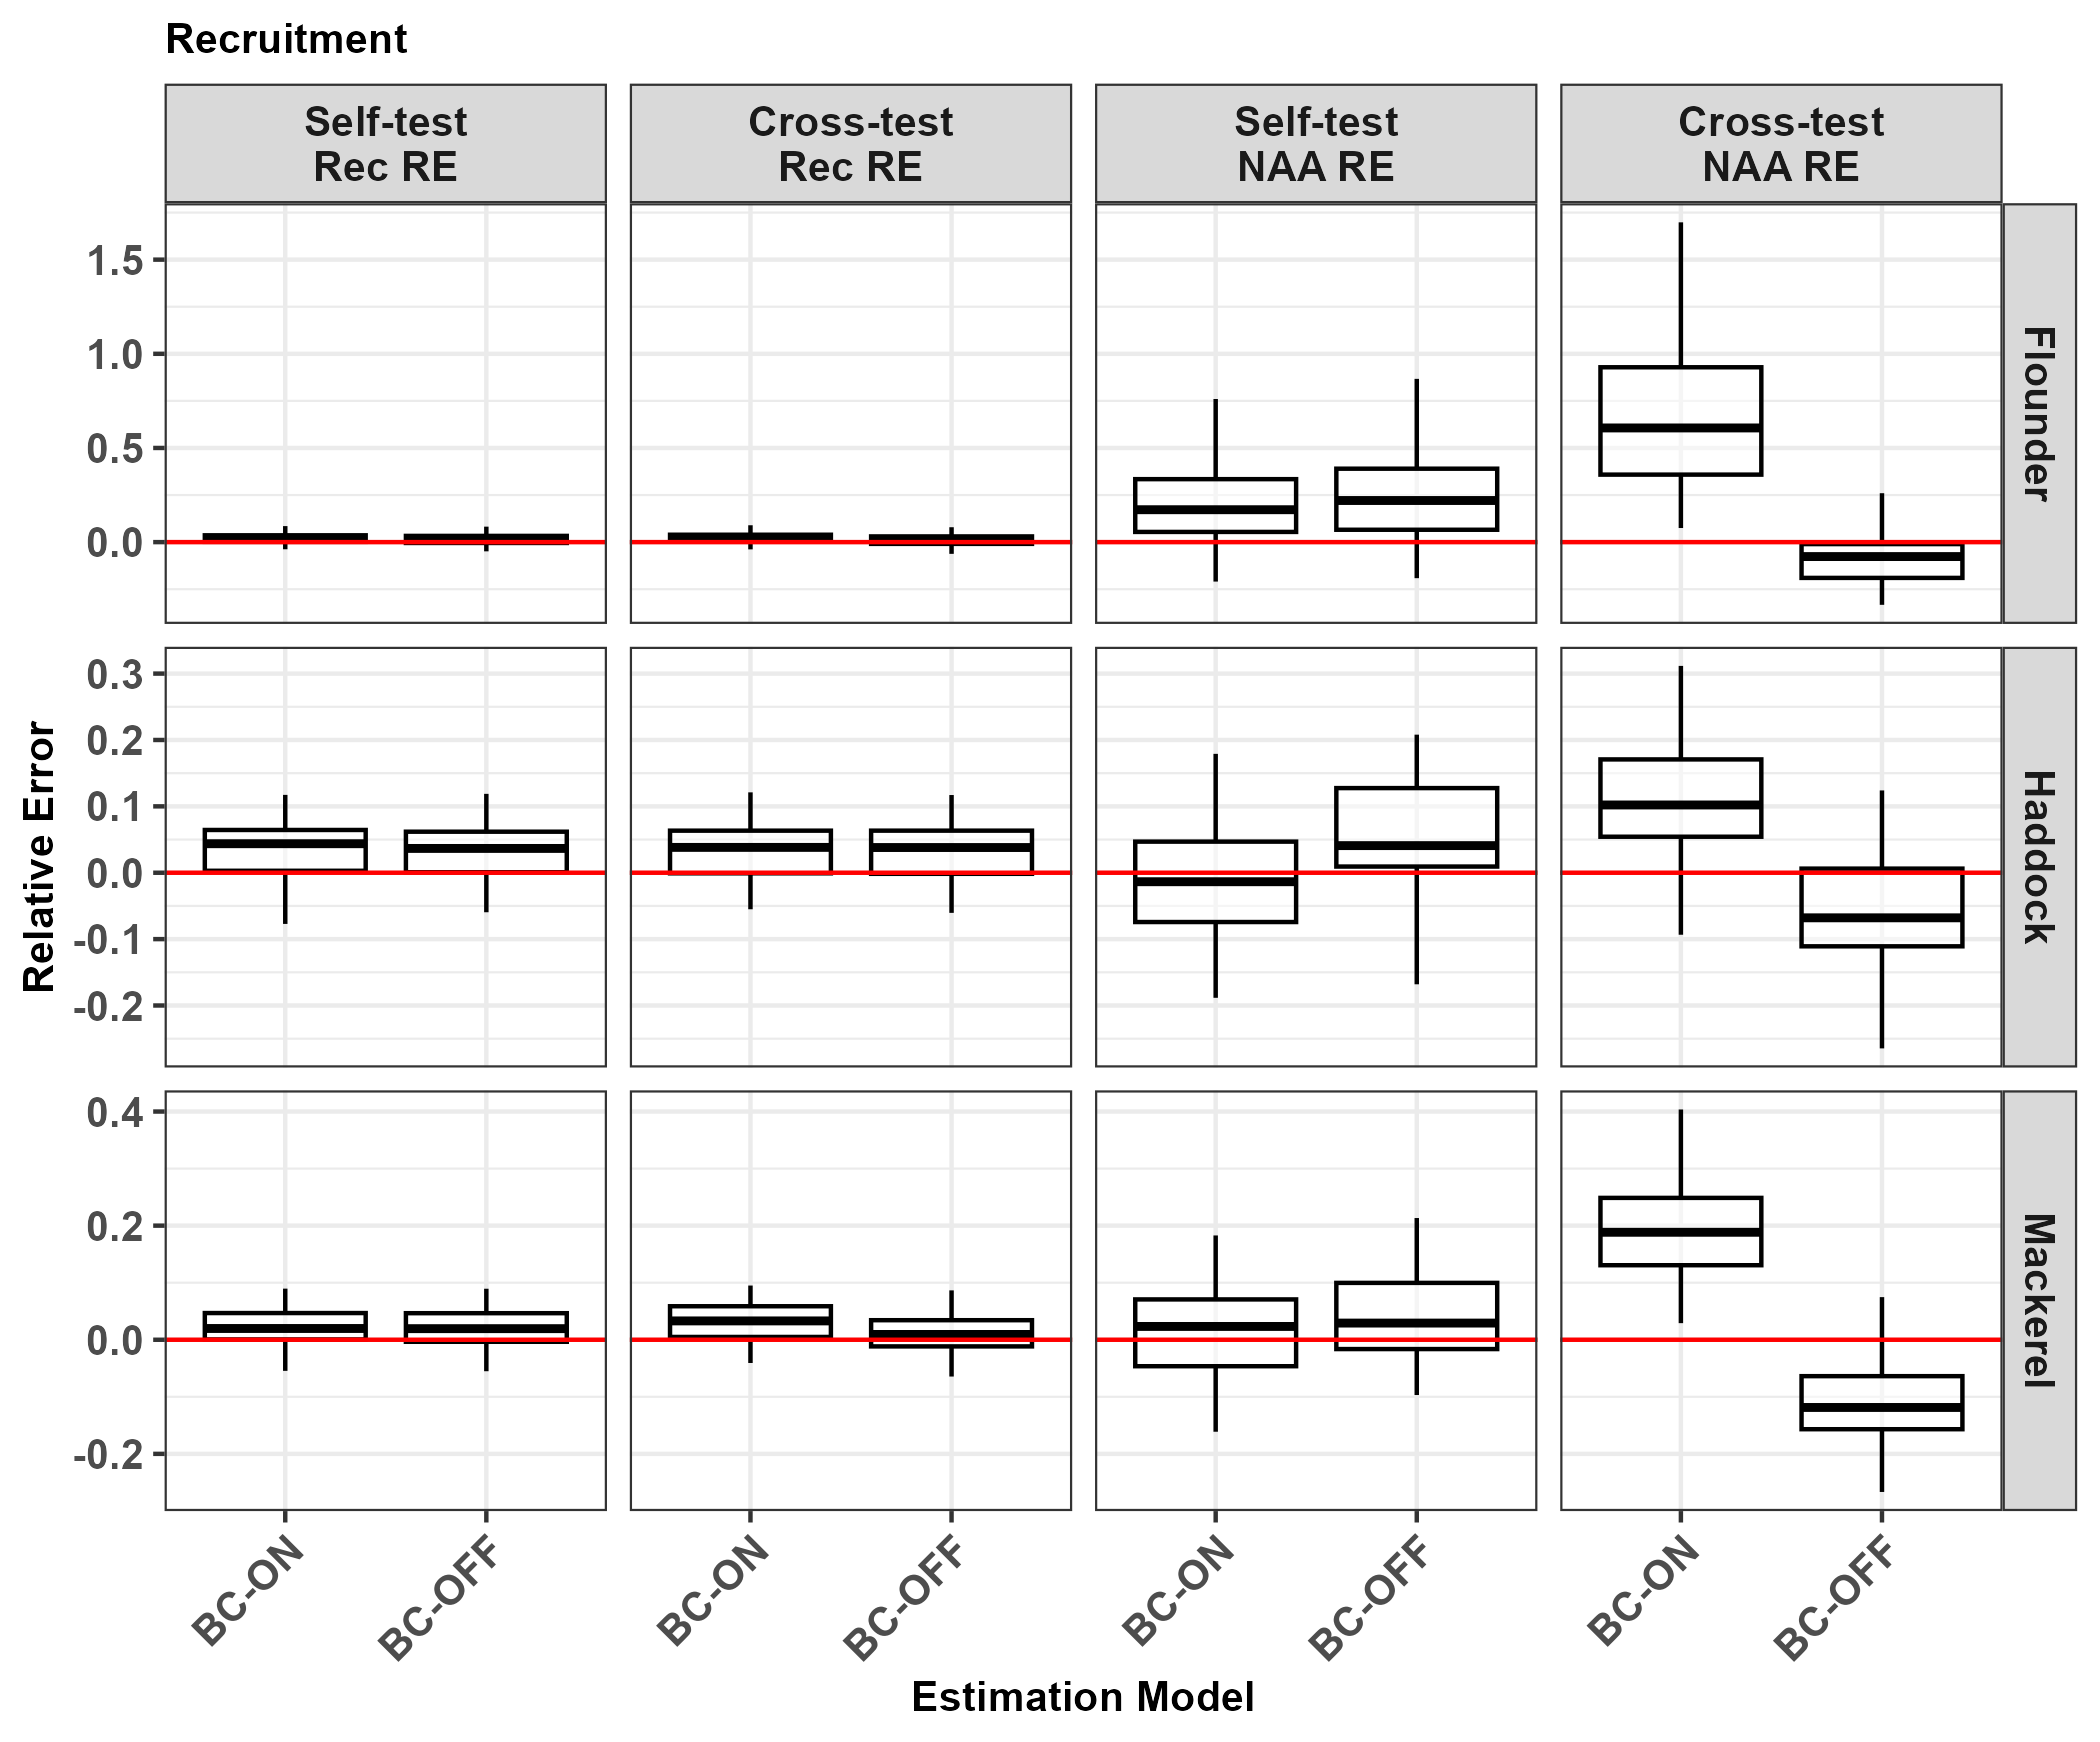 Recruitment
Self-test
Rec RE
Cross-test
Rec RE
Self-test
NAA RE
Cross-test
NAA RE
1.5
1.0
0.5
0.0
Flounder
Relative Error
0.3
0.2
0.1
0.0
-0.1
-0.2
Haddock
0.4
0.2
0.0
-0.2
Mackerel
BC-ON
BC-OFF
BC-ON
BC-OFF
BC-ON
BC-OFF
BC-ON
BC-OFF
Estimation Model